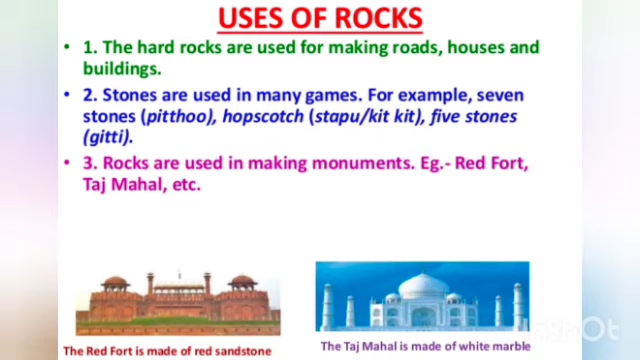 USES OF ROCKS
• 1. The hard rocks are used for making roads, houses and
buildings.
• 2. Stones are used in many games. For example, seven
stones (pitthoo), hopscotch (stapu/kit kit), five stones
(gitti).
• 3. Rocks are used in making monuments. Eg.- Red Fort,
Taj Mahal, etc.
The Red Fort is made of red sandstone
The Taj Mahal is made of white marble